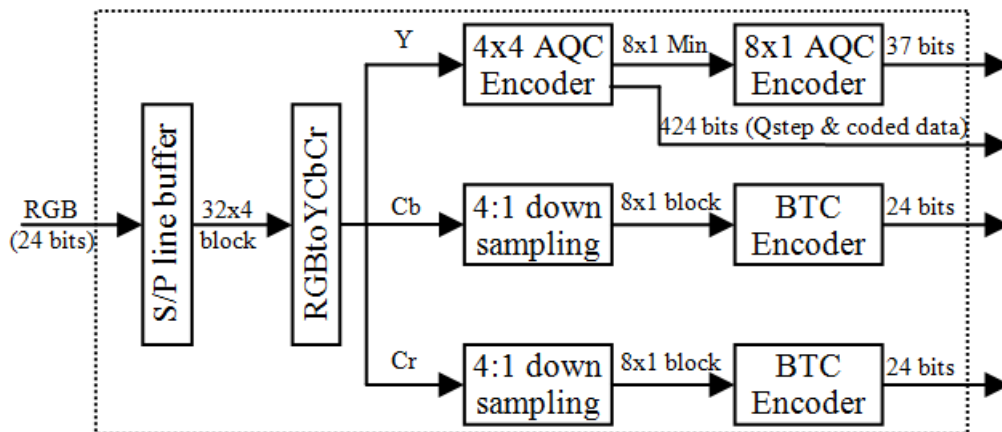 RGB
(24 bits)
S/P line buffer
32x4
block
RGBtoYCbCr
Y
4x4 AQC
Encoder
8x1 Min
8x1 AQC
Encoder
37 bits
424 bits (Qstep & coded data)
Cb
4:1 down
sampling
8x1 block
BTC
Encoder
24 bits
Cr
4:1 down
sampling
8x1 block
BTC
Encoder
24 bits